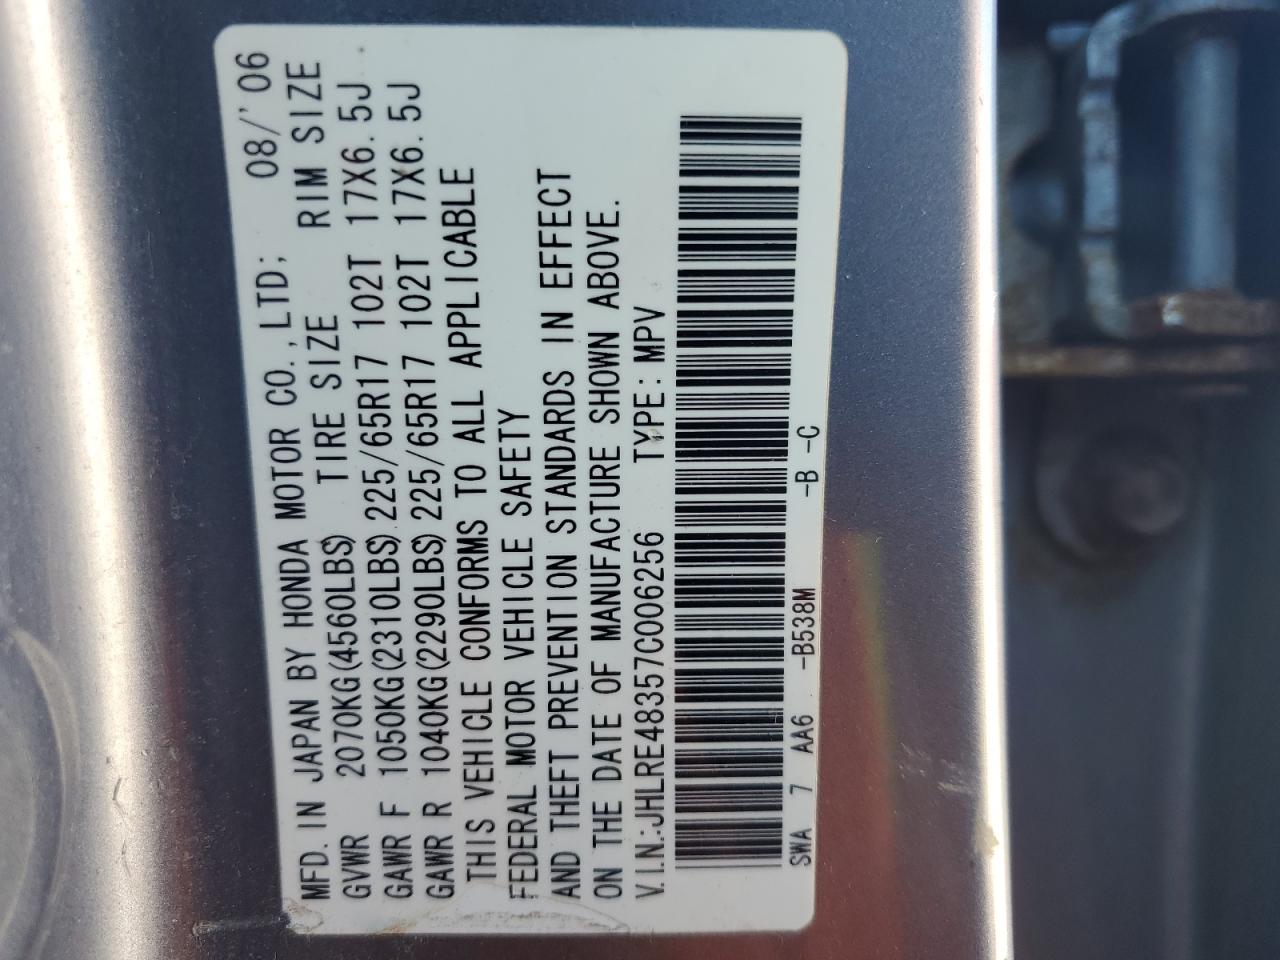 MFD. IN JAPAN BY HONDA MOTOR CO.,LTD; 08/'06
GVWR 2070KG(4560LBS) TIRE SIZE RIM SIZE
GAWR F 1050KG(2310LBS) 225/65R17 102T 17X6.5J
GAWR R 1040KG(2290LBS) 225/65R17 102T 17X6.5J
THIS VEHICLE CONFORMS TO ALL APPLICABLE
FEDERAL MOTOR VEHICLE SAFETY
AND THEFT PREVENTION STANDARDS IN EFFECT
ON THE DATE OF MANUFACTURE SHOWN ABOVE.
V.I.N.:JHLRE48357C006256 TYPE: MPV
SWA 7 AA6 -B538M -B -C